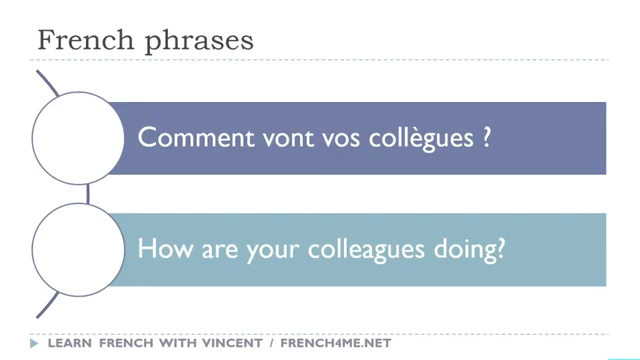 French phrases
Comment vont vos collègues ?
How are your colleagues doing?
LEARN FRENCH WITH VINCENT / FRENCH4ME.NET